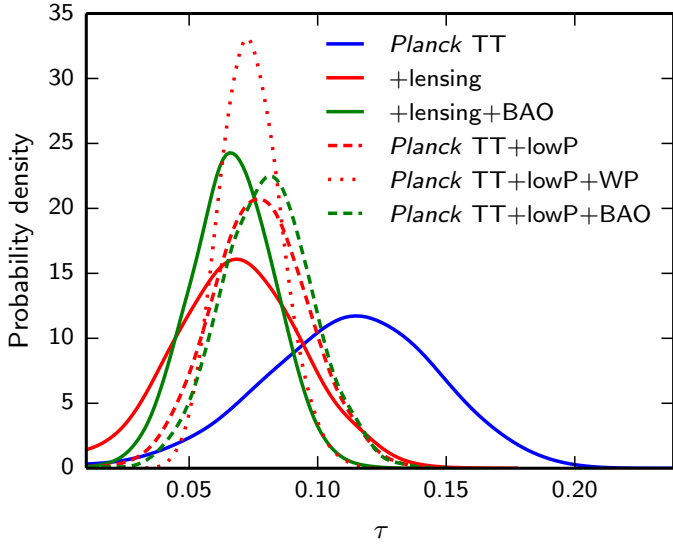 35
30
25
20
15
10
5
0
Probability density
Planck TT
+lensing
+lensing+BAO
Planck TT+lowP
Planck TT+lowP+WP
Planck TT+lowP+BAO
0.05 0.10 0.15 0.20
τ